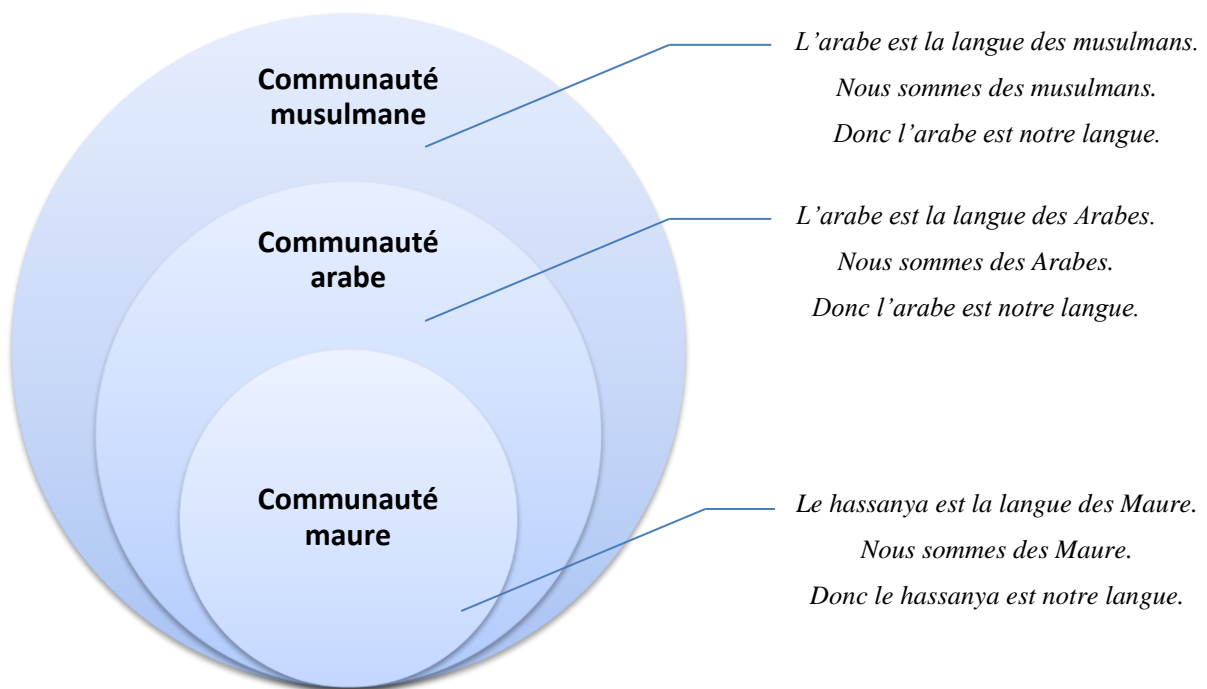 Communauté
musulmane
L’arabe est la langue des musulmans.
Nous sommes des musulmans.
Donc l’arabe est notre langue.
Communauté
arabe
L’arabe est la langue des Arabes.
Nous sommes des Arabes.
Donc l’arabe est notre langue.
Communauté
maure
Le hassanya est la langue des Maure.
Nous sommes des Maure.
Donc le hassanya est notre langue.